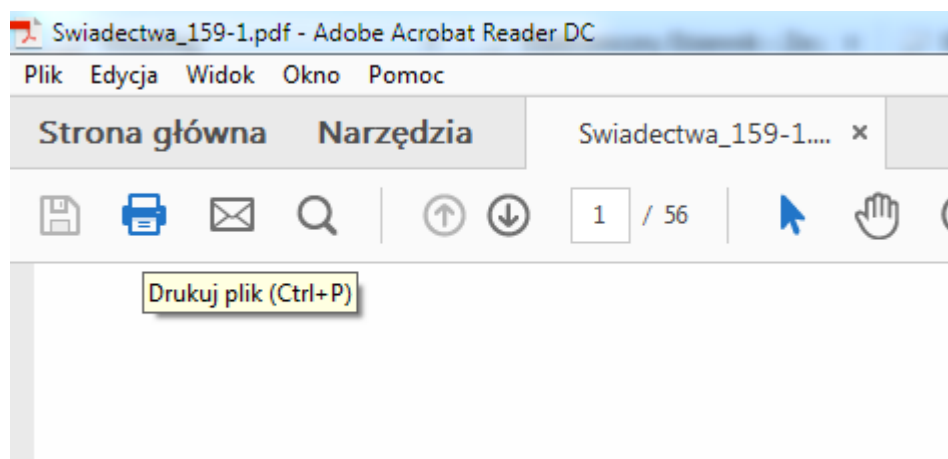 Swiadectwa_159-1.pdf - Adobe Acrobat Reader DC
Plik Edycja Widok Okno Pomoc
Strona główna Narzędzia Swiadectwa_159-1.... ×
1 / 56
Drukuj plik (Ctrl+P)